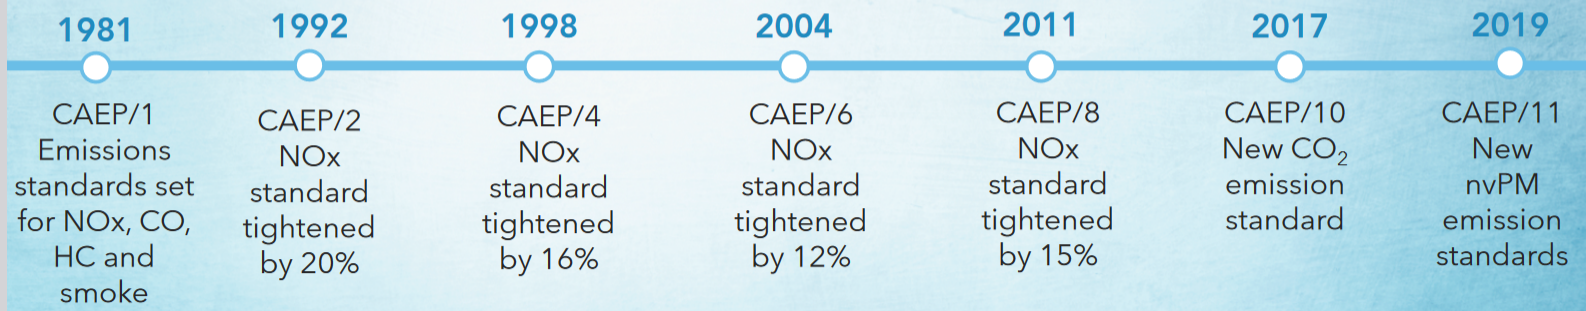 1981
CAEP/1
Emissions
standards set
for NOx, CO,
HC and
smoke
1992
CAEP/2
NOx
standard
tightened
by 20%
1998
CAEP/4
NOx
standard
tightened
by 16%
2004
CAEP/6
NOx
standard
tightened
by 12%
2011
CAEP/8
NOx
standard
tightened
by 15%
2017
CAEP/10
New CO₂
emission
standard
2019
CAEP/11
New
nvPM
emission
standards